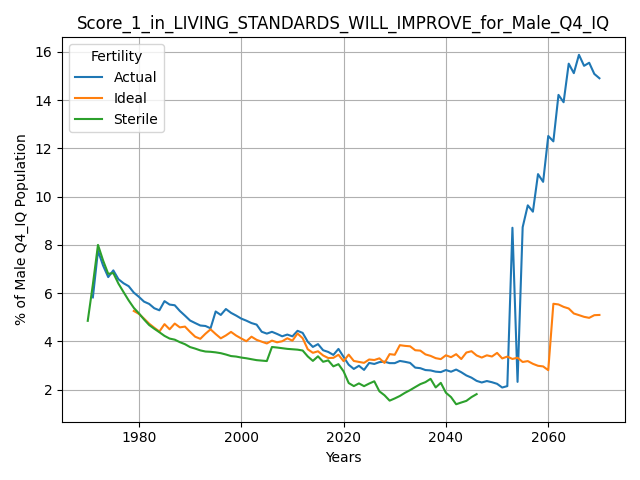 Score_1_in_LIVING_STANDARDS_WILL_IMPROVE_for_Male_Q4_IQ
Fertility
Actual
Ideal
Sterile
% of Male Q4_IQ Population
16
14
12
10
8
6
4
2
1980 2000 2020 2040 2060
Years